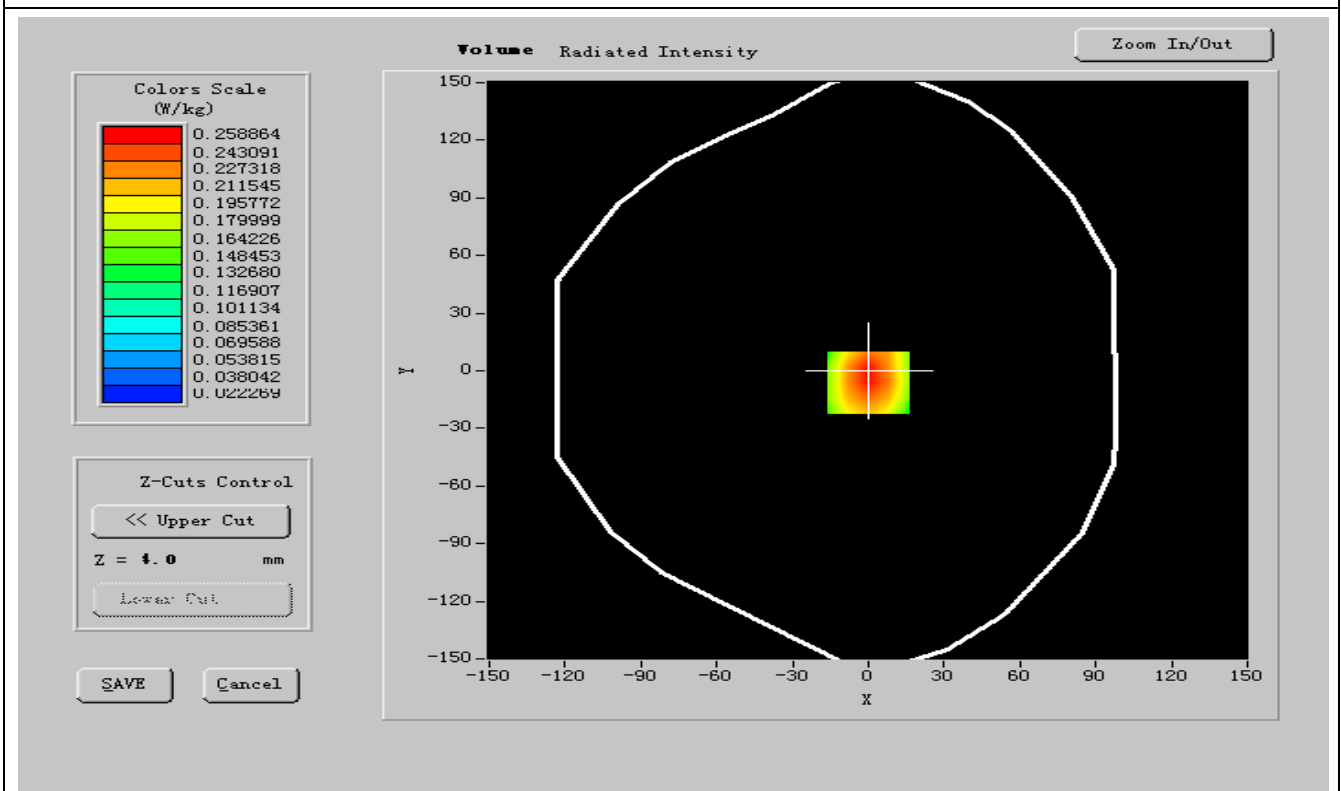 Volume Radiated Intensity
Zoom In/Out
Colors Scale
(W/kg)
0.258864
0.243091
0.227318
0.211545
0.195772
0.179999
0.164226
0.148453
0.132680
0.116907
0.101134
0.085361
0.069588
0.053815
0.038042
0.022269
Z-Cuts Control
<< Upper Cut
Z = 4.0 mm
Lower Cut
SAVE Cancel
150
120
90
60
30
0
-30
-60
-90
-120
-150
Y
-150 -120 -90 -60 -30 0 30 60 90 120 150
X